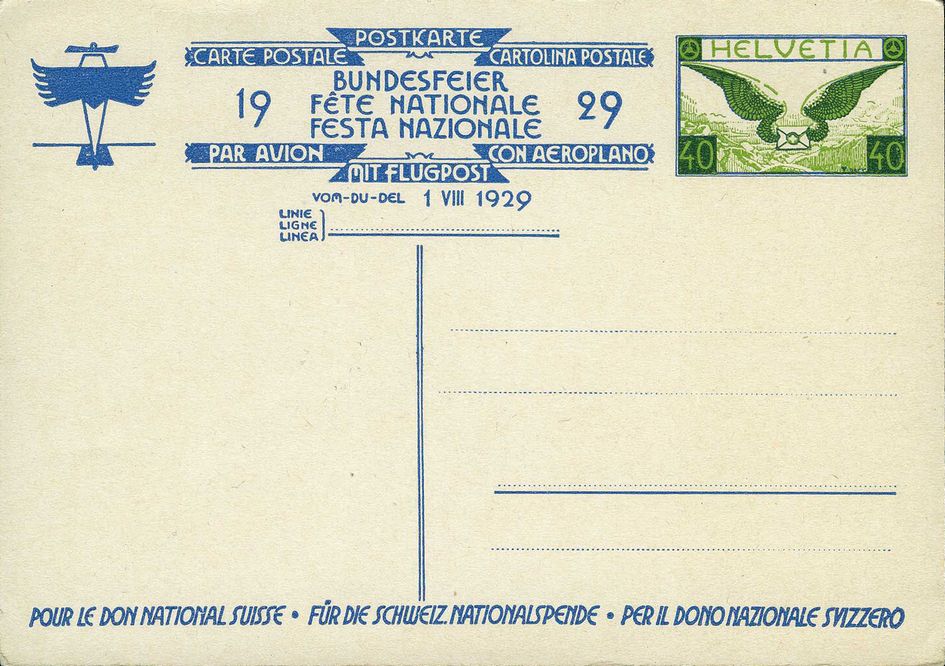 POSTKARTE
CARTE POSTALE CARTOLINA POSTALE
BUNDESFEIER
19 FÊTE NATIONALE 29
FESTA NAZIONALE
PAR AVION CON AEROPLANO
MIT FLUGPOST
VOM-DU-DEL 1 VIII 1929
LINIE
LIGNE
LINEA
HELVETIA
40 40
POUR LE DON NATIONAL SUISSE • FÜR DIE SCHWEIZ. NATIONALSPENDE • PER IL DONO NAZIONALE SVIZZERO